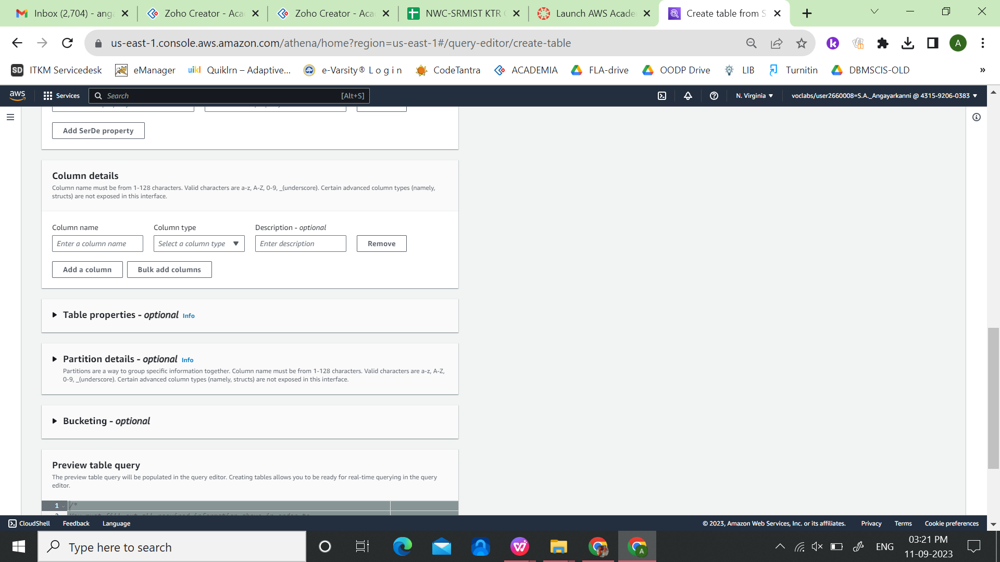 Inbox (2,704) - ang
Zoho Creator - Aca
Zoho Creator - Aca
NWC-SRMIST KTR
Launch AWS Acade
Create table from S
us-east-1.console.aws.amazon.com/athena/home?region=us-east-1#/query-editor/create-table
A
SD ITKM Servicedesk
eManager
uikl Quiklrn – Adaptive...
e-Varsity® L o g i n
CodeTantra
ACADEMIA
FLA-drive
OODP Drive
LIB
Turnitin
DBMSCIS-OLD
»
aws
Services
Search
[Alt+S]
N. Virginia
voclabs/user2660008=S.A._Angayarkanni @ 4315-9206-0383
Add SerDe property
Column details
Column name must be from 1-128 characters. Valid characters are a-z, A-Z, 0-9, _(underscore). Certain advanced column types (namely,
structs) are not exposed in this interface.
Column name
Column type
Description - optional
Enter a column name
Select a column type
Enter description
Remove
Add a column
Bulk add columns
Table properties - optional Info
Partition details - optional Info
Partitions are a way to group specific information together. Column name must be from 1-128 characters. Valid characters are a-z, A-Z,
0-9, _(underscore). Certain advanced column types (namely, structs) are not exposed in this interface.
Bucketing - optional
Preview table query
The preview table query will be populated in the query editor. Creating tables allows you to be ready for real-time querying in the query
editor.
1 /*
CloudShell
Feedback
Language
© 2023, Amazon Web Services, Inc. or its affiliates.
Privacy
Terms
Cookie preferences
Type here to search
A
ENG
03:21 PM
11-09-2023